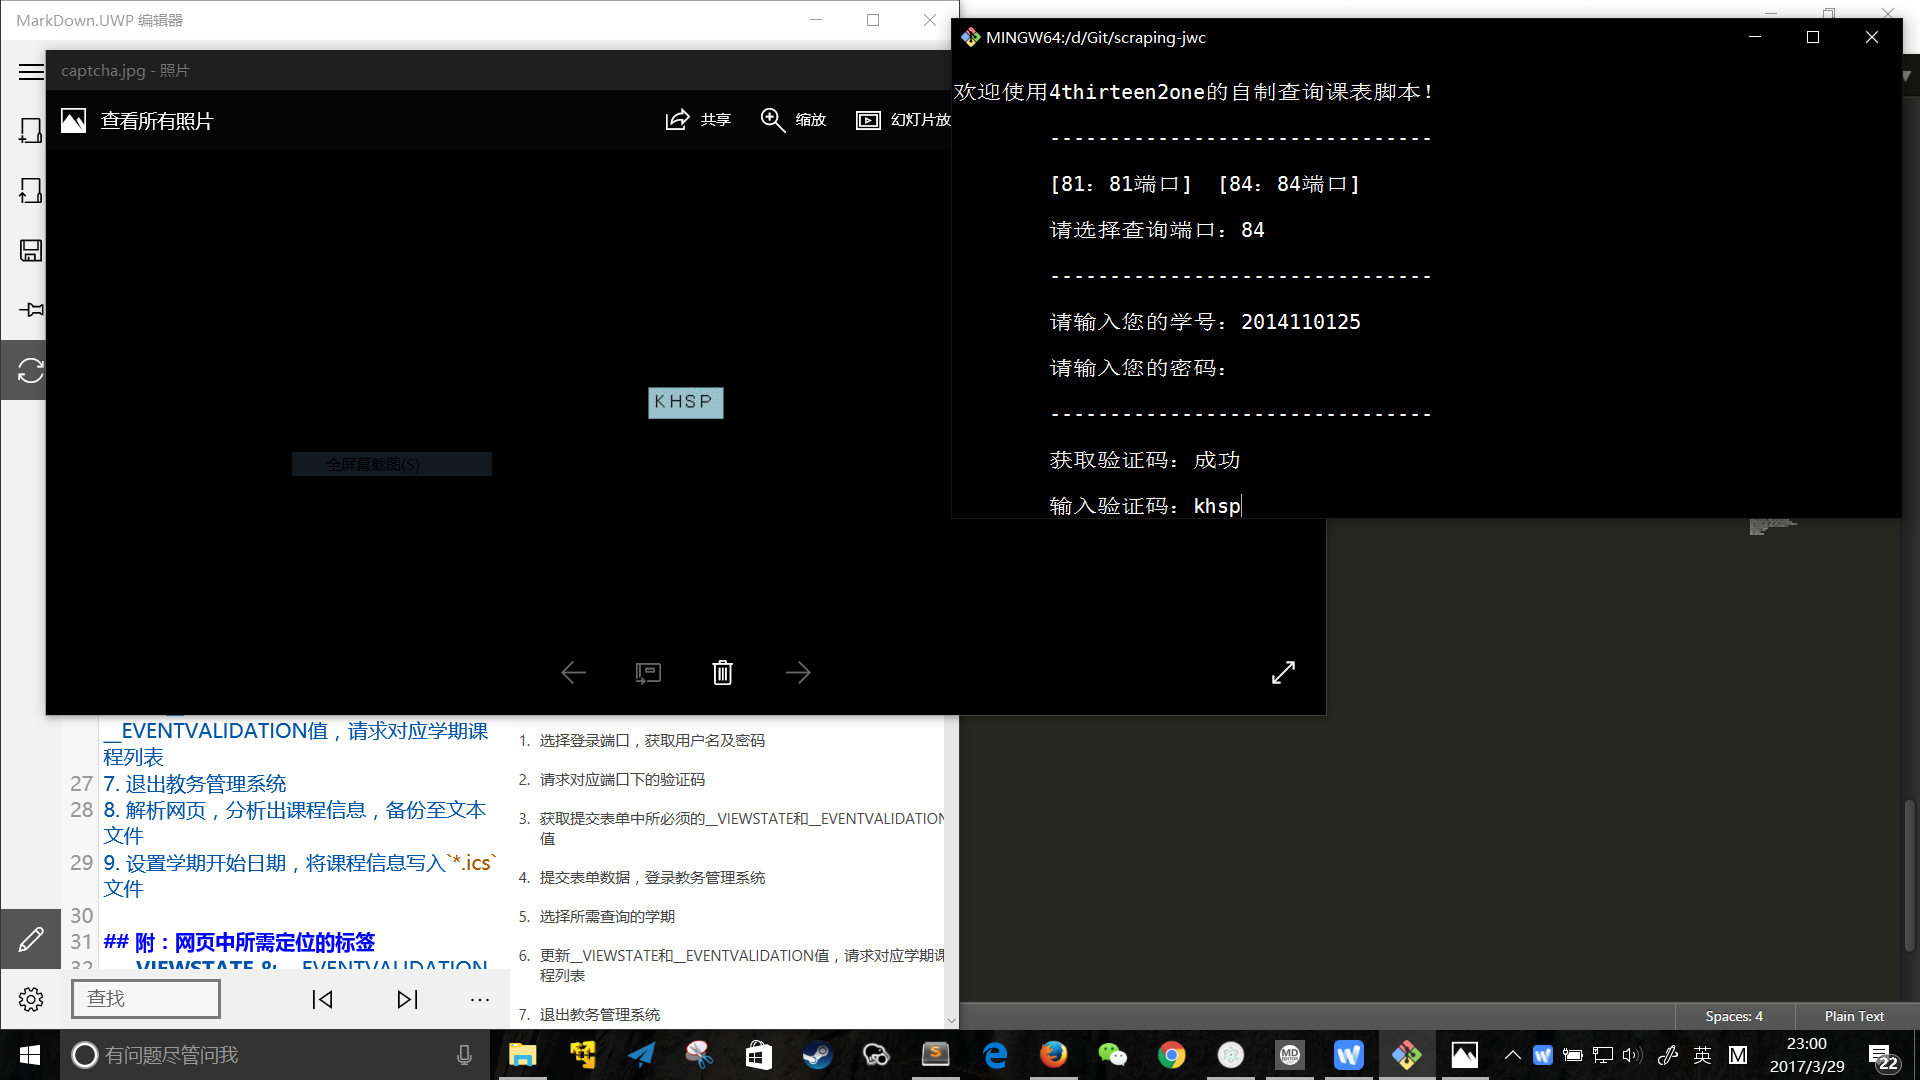 MarkDown.UWP 编辑器
captcha.jpg - 照片
查看所有照片
共享
缩放
幻灯片放
KHSP
全屏幕截图(S)
MINGW64:/d/Git/scraping-jwc
欢迎使用4thirteen2one的自制查询课表脚本!
--------------------------------
[81: 81端口] [84: 84端口]
请选择查询端口: 84
--------------------------------
请输入您的学号: 2014110125
请输入您的密码:
--------------------------------
获取验证码: 成功
输入验证码: khsp
__EVENTVALIDATION值，请求对应学期课
程列表
27 7. 退出教务管理系统
28 8. 解析网页，分析出课程信息，备份至文本
文件
29 9. 设置学期开始日期，将课程信息写入`*.ics`
文件
30
31 ## 附：网页中所需定位的标签
32 __VIEWSTATE &: __EVENTVALIDATION
查找
1. 选择登录端口，获取用户名及密码
2. 请求对应端口下的验证码
3. 获取提交表单中所必须的__VIEWSTATE和__EVENTVALIDATION
值
4. 提交表单数据，登录教务管理系统
5. 选择所需查询的学期
6. 更新__VIEWSTATE和__EVENTVALIDATION值，请求对应学期课
程列表
7. 退出教务管理系统
Spaces: 4
Plain Text
有问题尽管问我
英
M
23:00
2017/3/29
22